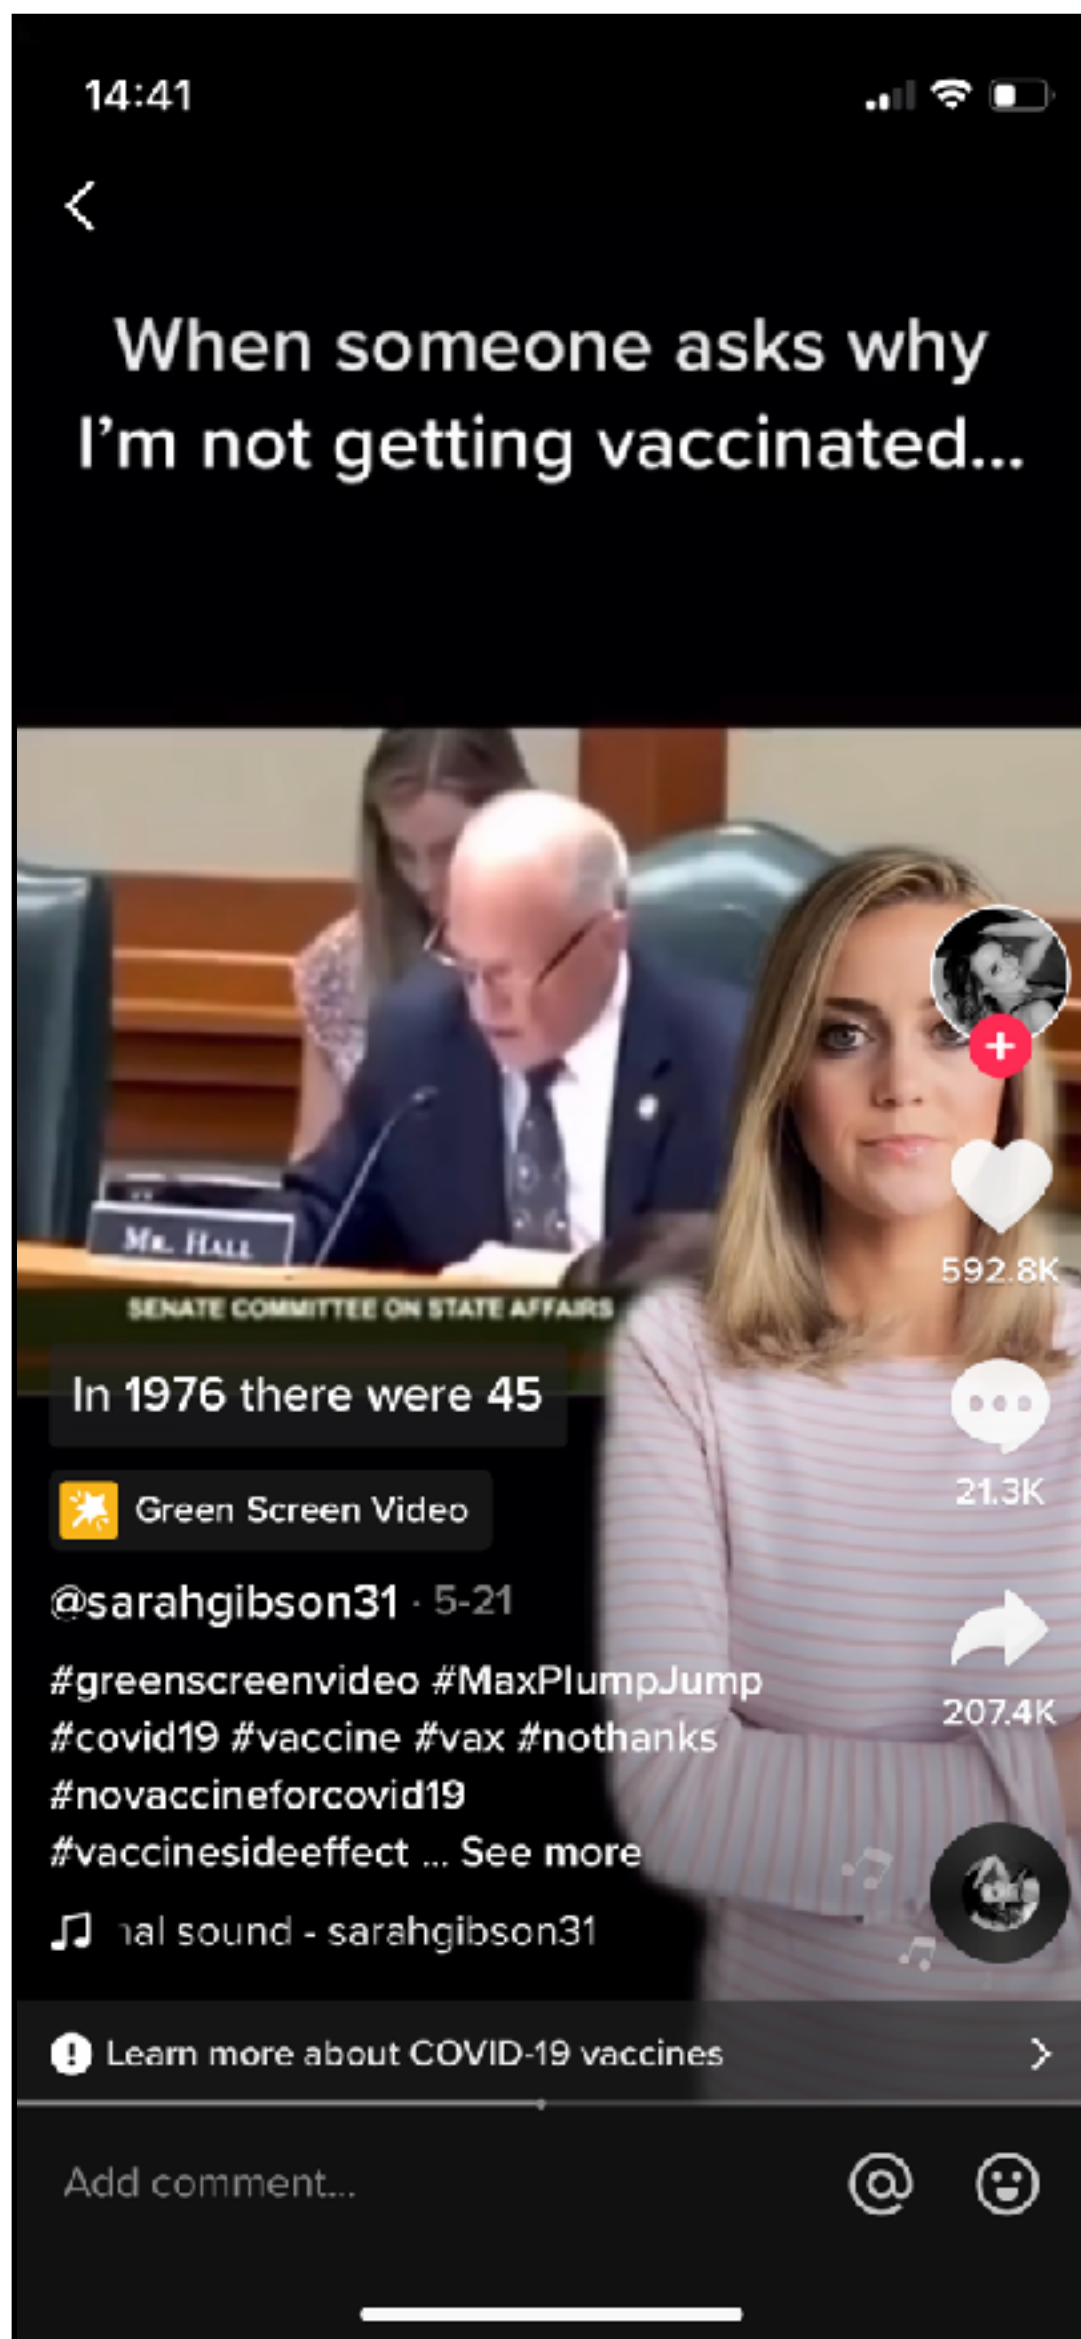 14:41
When someone asks why
I'm not getting vaccinated...
MR. HALL
SENATE COMMITTEE ON STATE AFFAIRS
592.8K
In 1976 there were 45
21.3K
Green Screen Video
@sarahgibson31 · 5-21
#greenscreenvideo #MaxPlumpJump
#covid19 #vaccine #vax #nothanks
#novaccineforcovid19
#vaccinesideeffect ... See more
207.4K
nal sound - sarahgibson31
Learn more about COVID-19 vaccines
Add comment...